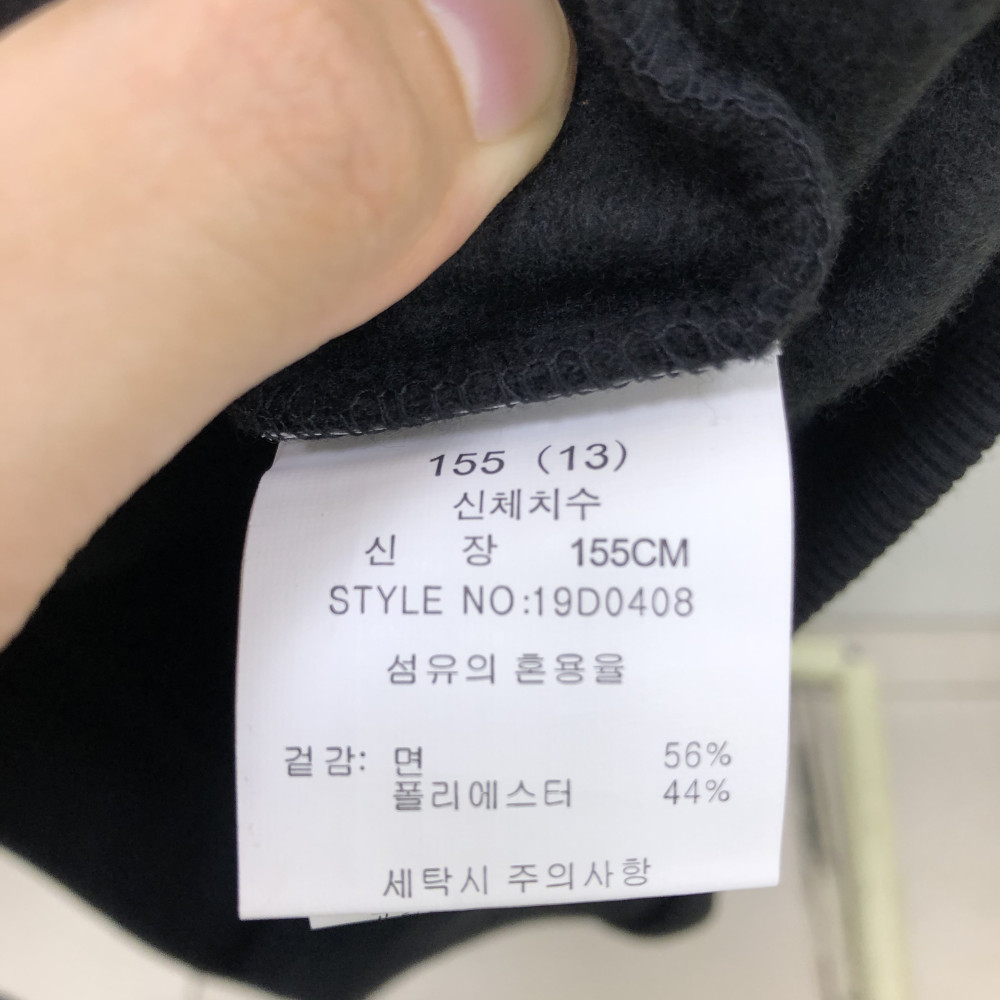 155 (13)
신체치수
신 장 155CM
STYLE NO:19D0408
섬유의 혼용율
겉감: 면 56%
폴리에스터 44%
세탁시 주의사항